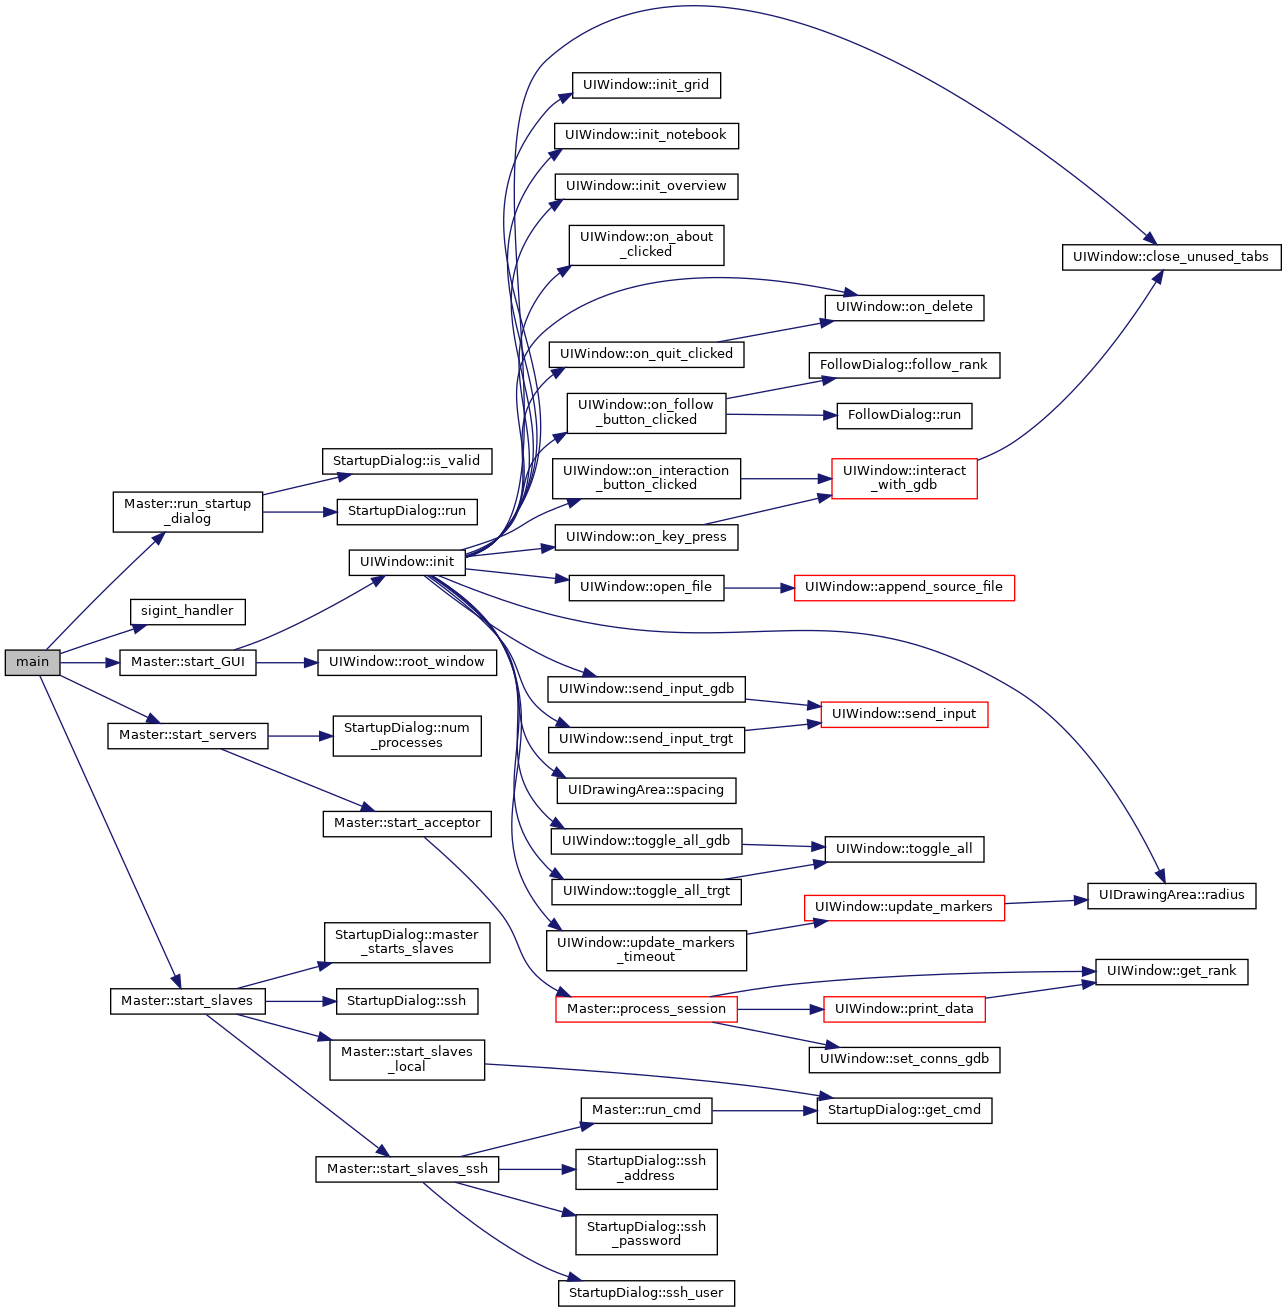 UIWindow::init_grid
UIWindow::init_notebook
UIWindow::init_overview
UIWindow::on_about
_clicked
UIWindow::close_unused_tabs
UIWindow::on_delete
UIWindow::on_quit_clicked
FollowDialog::follow_rank
UIWindow::on_follow
_button_clicked
FollowDialog::run
StartupDialog::is_valid
UIWindow::on_interaction
_button_clicked
UIWindow::interact
_with_gdb
Master::run_startup
_dialog
StartupDialog::run
UIWindow::on_key_press
UIWindow::init
UIWindow::open_file
UIWindow::append_source_file
sigint_handler
main
Master::start_GUI
UIWindow::root_window
UIWindow::send_input_gdb
UIWindow::send_input
Master::start_servers
StartupDialog::num
_processes
UIWindow::send_input_trgt
UIDrawingArea::spacing
Master::start_acceptor
UIWindow::toggle_all_gdb
UIWindow::toggle_all
UIWindow::toggle_all_trgt
UIDrawingArea::radius
UIWindow::update_markers
StartupDialog::master
_starts_slaves
UIWindow::update_markers
_timeout
UIWindow::get_rank
Master::start_slaves
StartupDialog::ssh
Master::process_session
UIWindow::print_data
Master::start_slaves
_local
UIWindow::set_conns_gdb
Master::run_cmd
StartupDialog::get_cmd
Master::start_slaves_ssh
StartupDialog::ssh
_address
StartupDialog::ssh
_password
StartupDialog::ssh_user